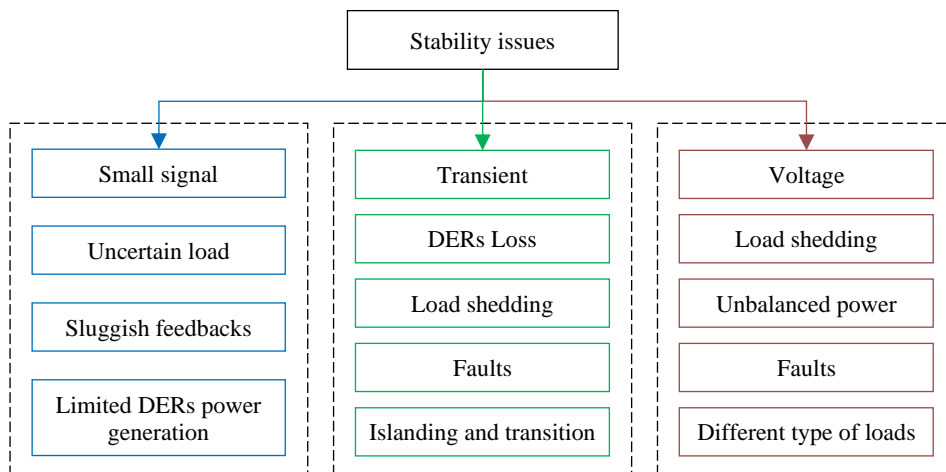 Stability issues
Small signal
Uncertain load
Sluggish feedbacks
Limited DERs power
generation
Transient
DERs Loss
Load shedding
Faults
Islanding and transition
Voltage
Load shedding
Unbalanced power
Faults
Different type of loads